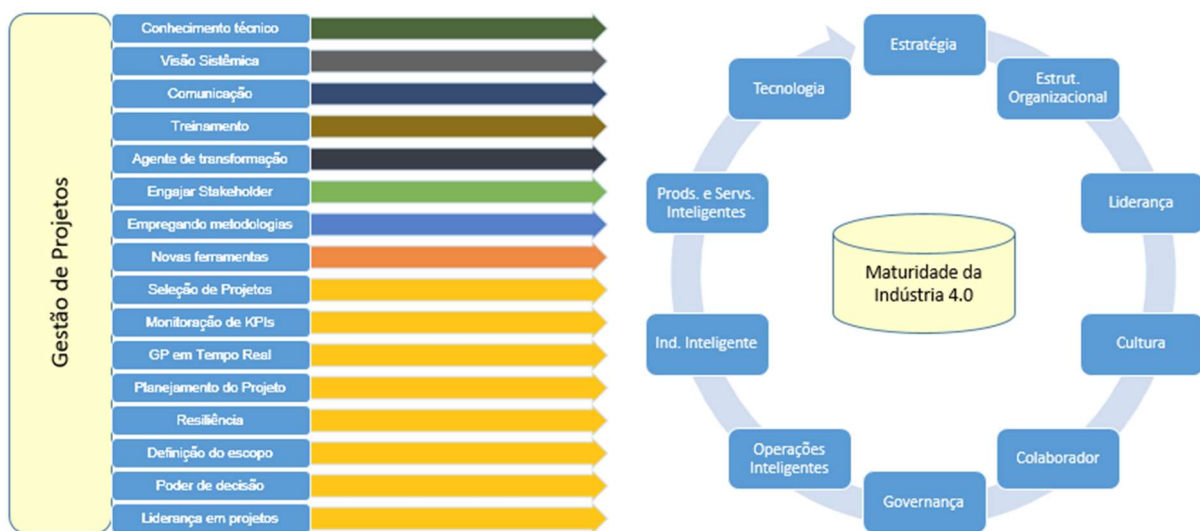 Gestão de Projetos
Conhecimento técnico
Visão Sistêmica
Comunicação
Treinamento
Agente de transformação
Engajar Stakeholder
Empregando metodologias
Novas ferramentas
Seleção de Projetos
Monitoração de KPIs
GP em Tempo Real
Planejamento do Projeto
Resiliência
Definição do escopo
Poder de decisão
Liderança em projetos
Estratégia
Estrut.
Organizacional
Liderança
Cultura
Colaborador
Governança
Operações
Inteligentes
Ind. Inteligente
Prods. e Servs.
Inteligentes
Tecnologia
Maturidade da
Indústria 4.0